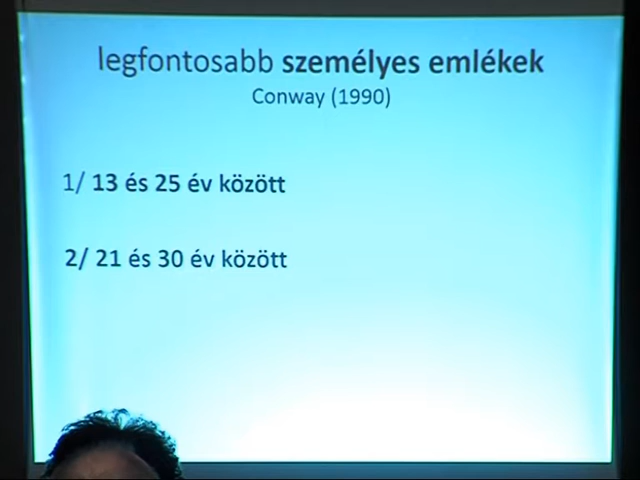 legfontosabb személyes emlékek
Conway (1990)
1/ 13 és 25 év között
2/ 21 és 30 év között